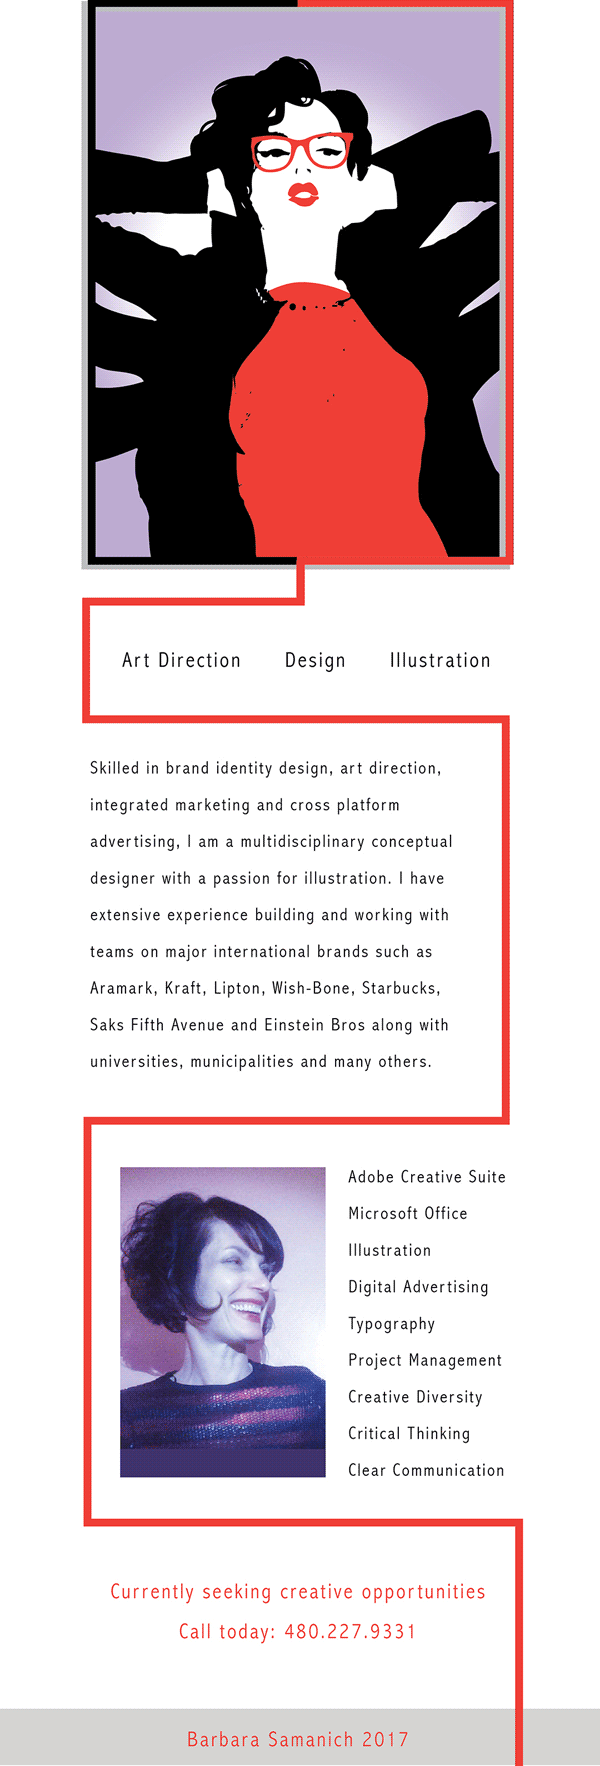 Art Direction Design Illustration
Skilled in brand identity design, art direction,
integrated marketing and cross platform
advertising, I am a multidisciplinary conceptual
designer with a passion for illustration. I have
extensive experience building and working with
teams on major international brands such as
Aramark, Kraft, Lipton, Wish-Bone, Starbucks,
Saks Fifth Avenue and Einstein Bros along with
universities, municipalities and many others.
Adobe Creative Suite
Microsoft Office
Illustration
Digital Advertising
Typography
Project Management
Creative Diversity
Critical Thinking
Clear Communication
Currently seeking creative opportunities
Call today: 480.227.9331
Barbara Samanich 2017